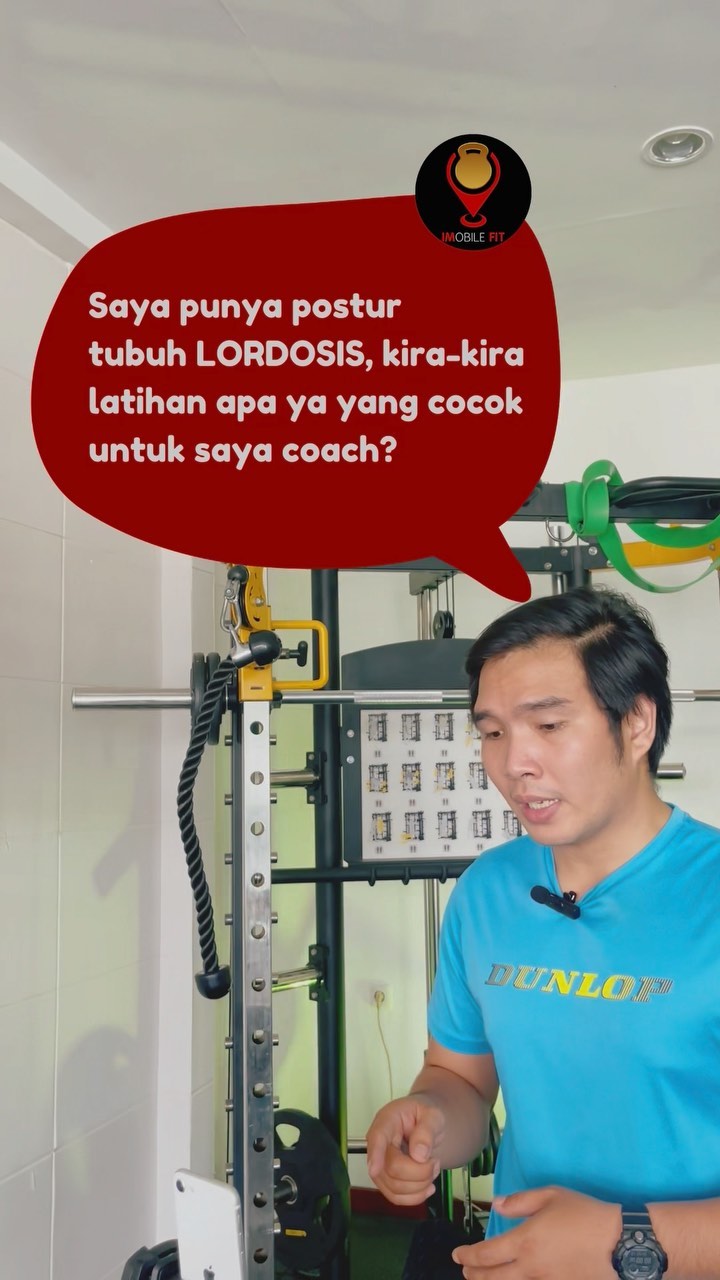 IMOBILE FIT
Saya punya postur
tubuh LORDOSIS, kira-kira
latihan apa ya yang cocok
untuk saya coach?
DUNLOP